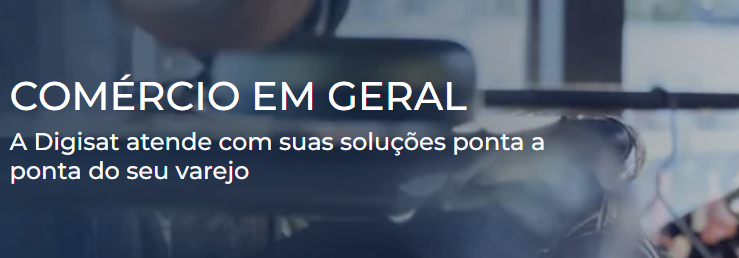 COMÉRCIO EM GERAL
A Digisat atende com suas soluções ponta a
ponta do seu varejo